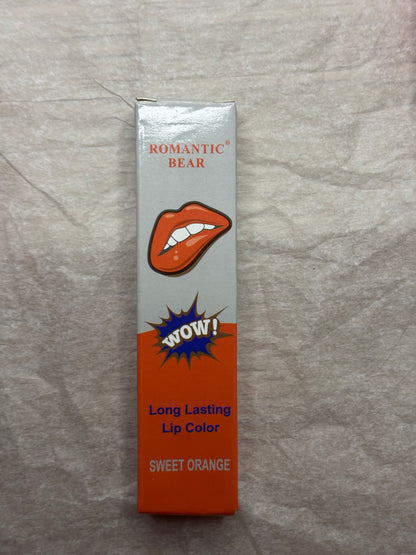 ROMANTIC®
BEAR
WOW!
Long Lasting
Lip Color
SWEET ORANGE